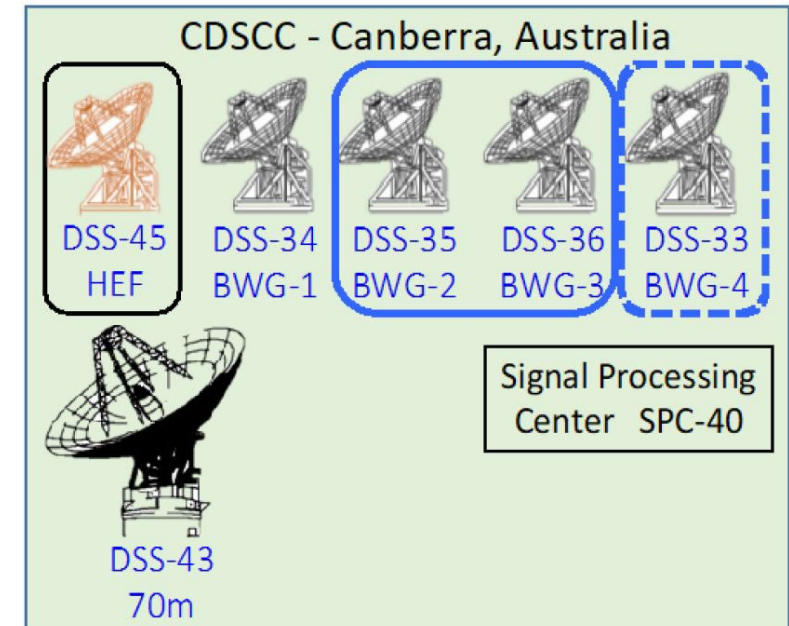 CDSCC - Canberra, Australia
DSS-45 DSS-34 DSS-35 DSS-36 DSS-33
HEF BWG-1 BWG-2 BWG-3 BWG-4
Signal Processing
Center SPC-40
DSS-43
70m